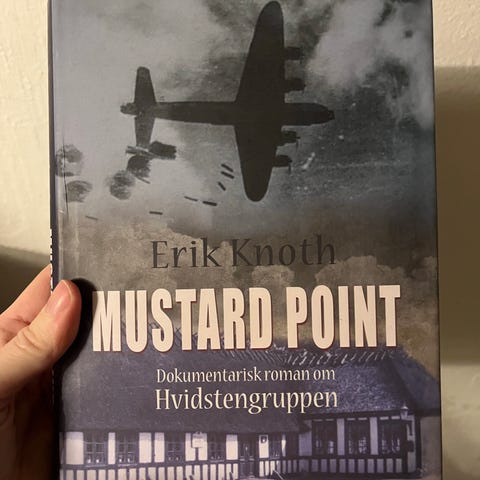 Erik Knoth
MUSTARD POINT
Dokumentarisk roman om
Hvidstengruppen